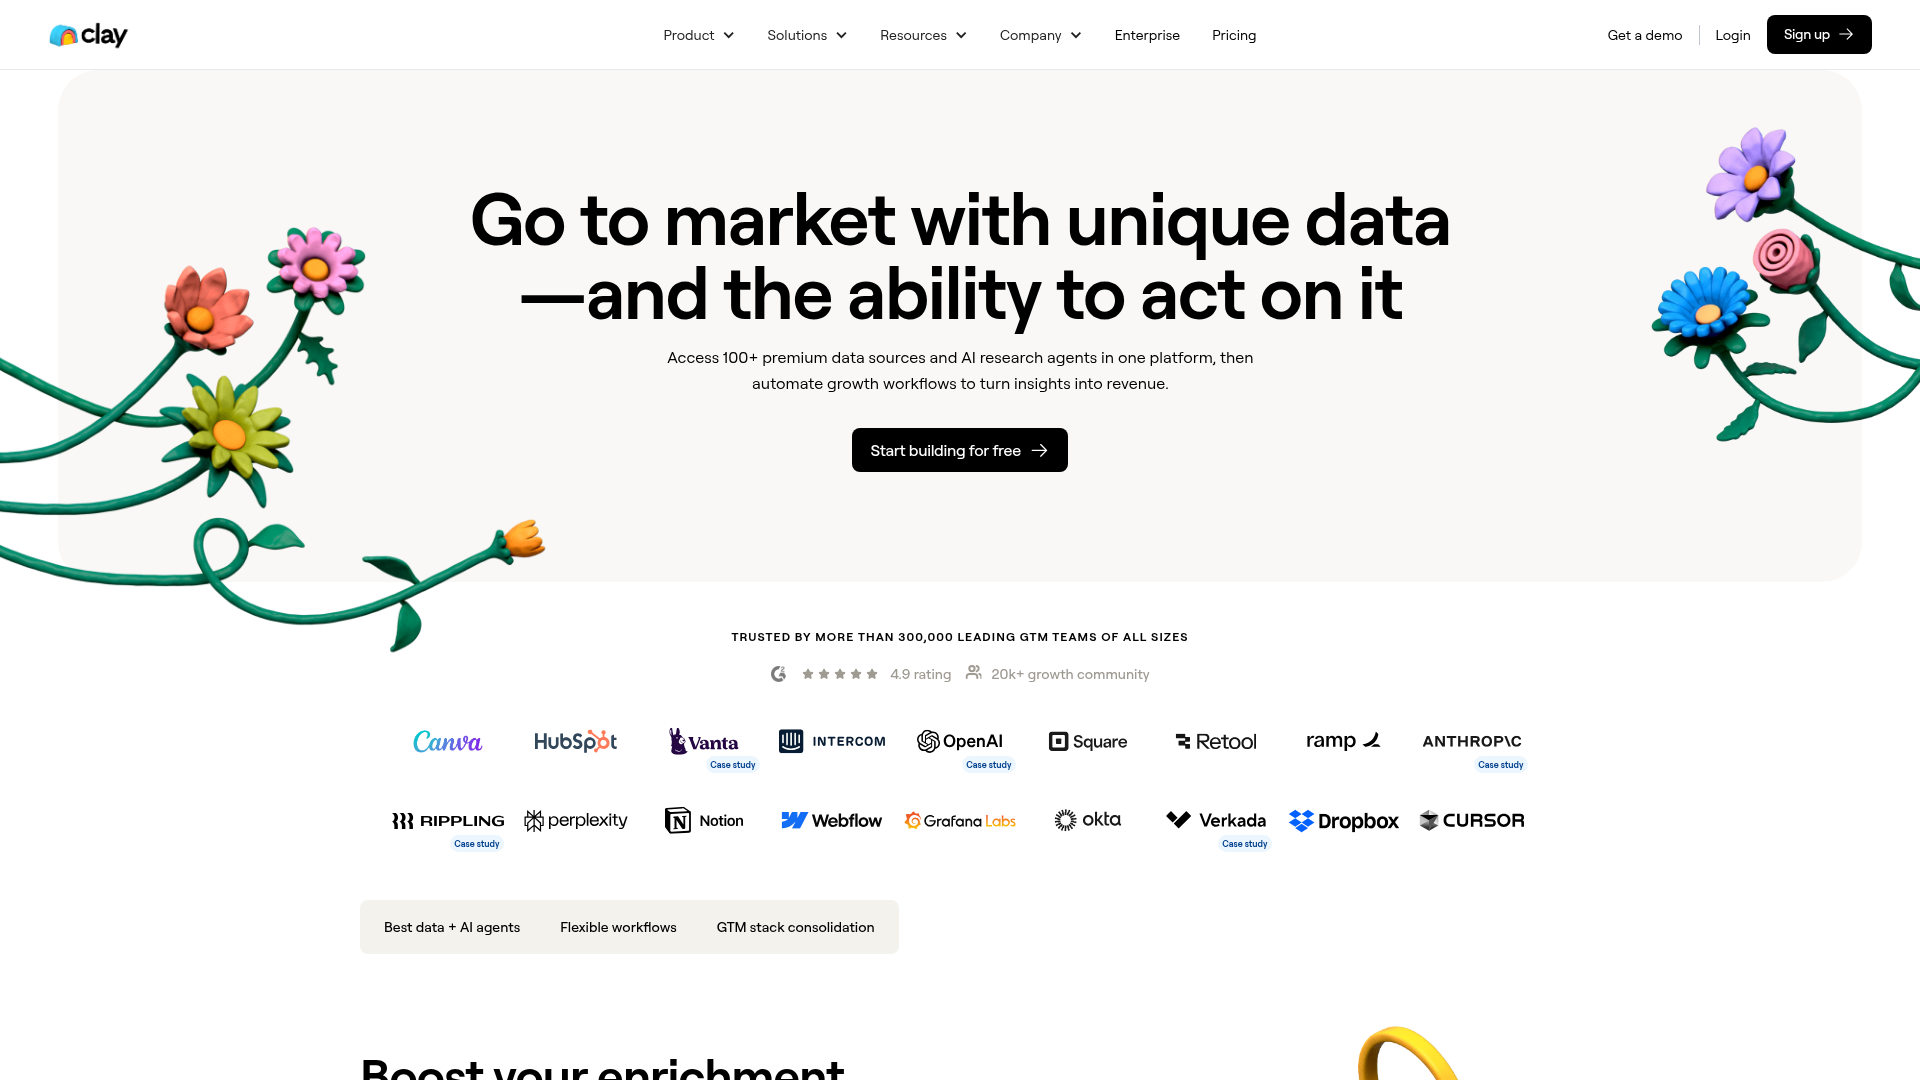 clay
Product
Solutions
Resources
Company
Enterprise
Pricing
Get a demo
Login
Sign up
Go to market with unique data
—and the ability to act on it
Access 100+ premium data sources and AI research agents in one platform, then
automate growth workflows to turn insights into revenue.
Start building for free
TRUSTED BY MORE THAN 300,000 LEADING GTM TEAMS OF ALL SIZES
4.9 rating
20k+ growth community
Canva
HubSpot
Vanta
Case study
INTERCOM
OpenAI
Case study
Square
Retool
ramp
ANTHROP\C
Case study
RIPPLING
Case study
perplexity
Notion
Webflow
Grafana Labs
okta
Verkada
Case study
Dropbox
CURSOR
Best data + AI agents
Flexible workflows
GTM stack consolidation
Boost your enrichment